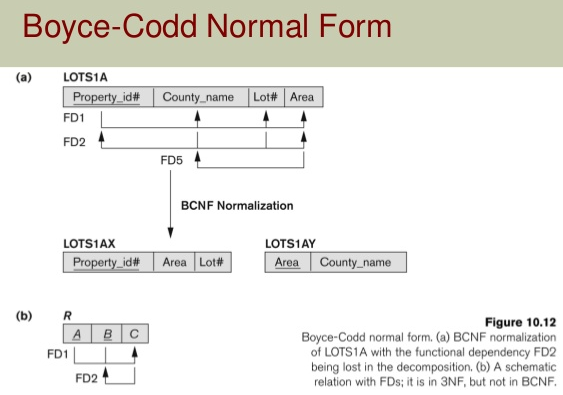 Boyce-Codd Normal Form
(a) LOTS1A
Property_id# County_name Lot# Area
FD1
FD2
FD5
BCNF Normalization
LOTS1AX LOTS1AY
Property_id# Area Lot# Area County_name
(b) R
A B C
FD1
FD2
Figure 10.12
Boyce-Codd normal form. (a) BCNF normalization
of LOTS1A with the functional dependency FD2
being lost in the decomposition. (b) A schematic
relation with FDs; it is in 3NF, but not in BCNF.